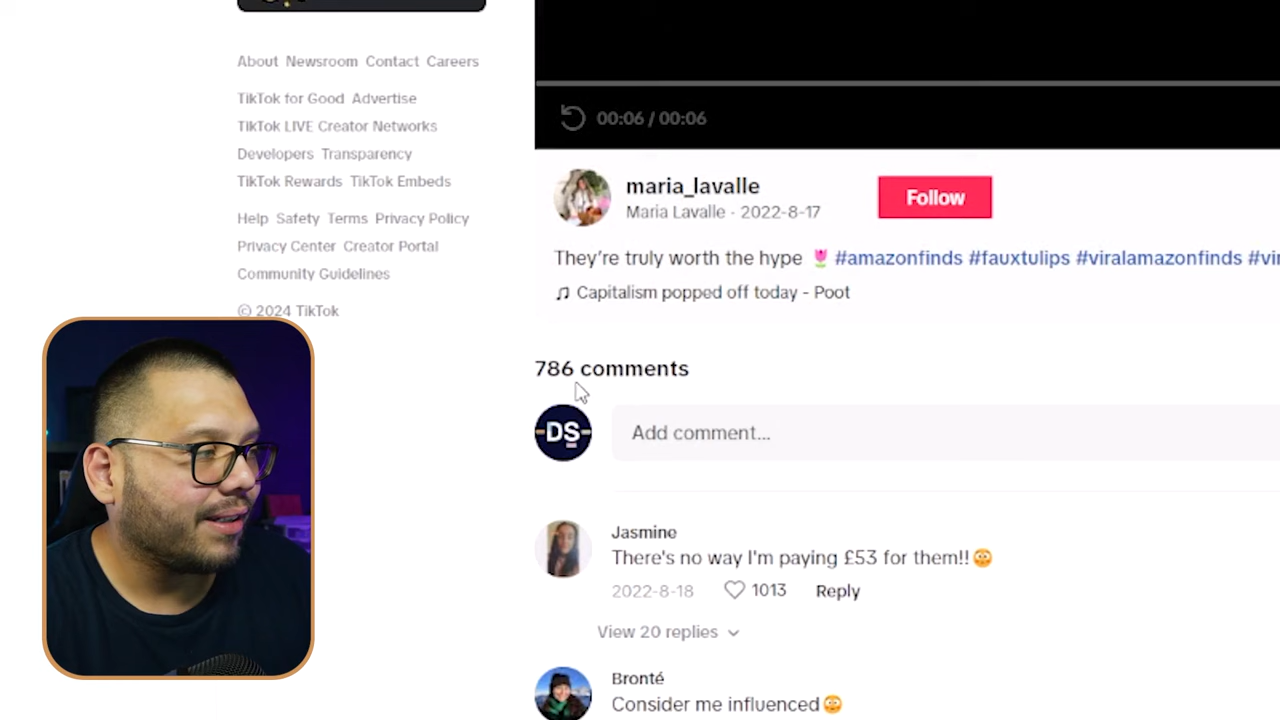 About Newsroom Contact Careers
TikTok for Good Advertise
TikTok LIVE Creator Networks
Developers Transparency
TikTok Rewards TikTok Embeds
Help Safety Terms Privacy Policy
Privacy Center Creator Portal
Community Guidelines
© 2024 TikTok
00:06 / 00:06
maria_lavalle
Maria Lavalle · 2022-8-17
Follow
They're truly worth the hype 🌷 #amazonfinds #fauxtulips #viralamazonfinds
♫ Capitalism popped off today - Poot
786 comments
DS
Add comment...
Jasmine
There's no way I'm paying £53 for them!! 😳
2022-8-18 1013 Reply
View 20 replies
Bronté
Consider me influenced 😳